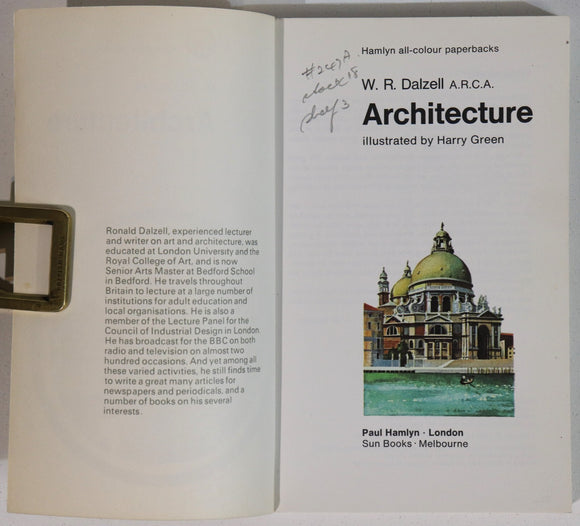 Ronald Dalzell, experienced lecturer
and writer on art and architecture, was
educated at London University and the
Royal College of Art, and is now
Senior Arts Master at Bedford School
in Bedford. He travels throughout
Britain to lecture at a large number of
institutions for adult education and
local organisations. He is also a
member of the Lecture Panel for the
Council of Industrial Design in London.
He has broadcast for the BBC on both
radio and television on almost two
hundred occasions. And yet among all
these varied activities, he still finds time
to write a great many articles for
newspapers and periodicals, and a
number of books on his several
interests.
shelf 3
Hamlyn all-colour paperbacks
W. R. Dalzell A.R.C.A.
Architecture
illustrated by Harry Green
Paul Hamlyn · London
Sun Books · Melbourne